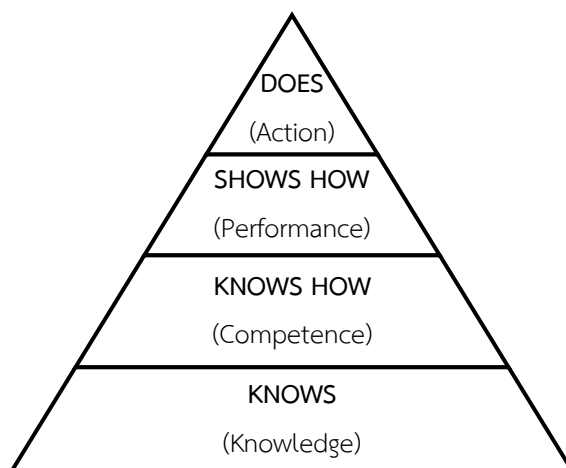 DOES
(Action)
SHOWS HOW
(Performance)
KNOWS HOW
(Competence)
KNOWS
(Knowledge)